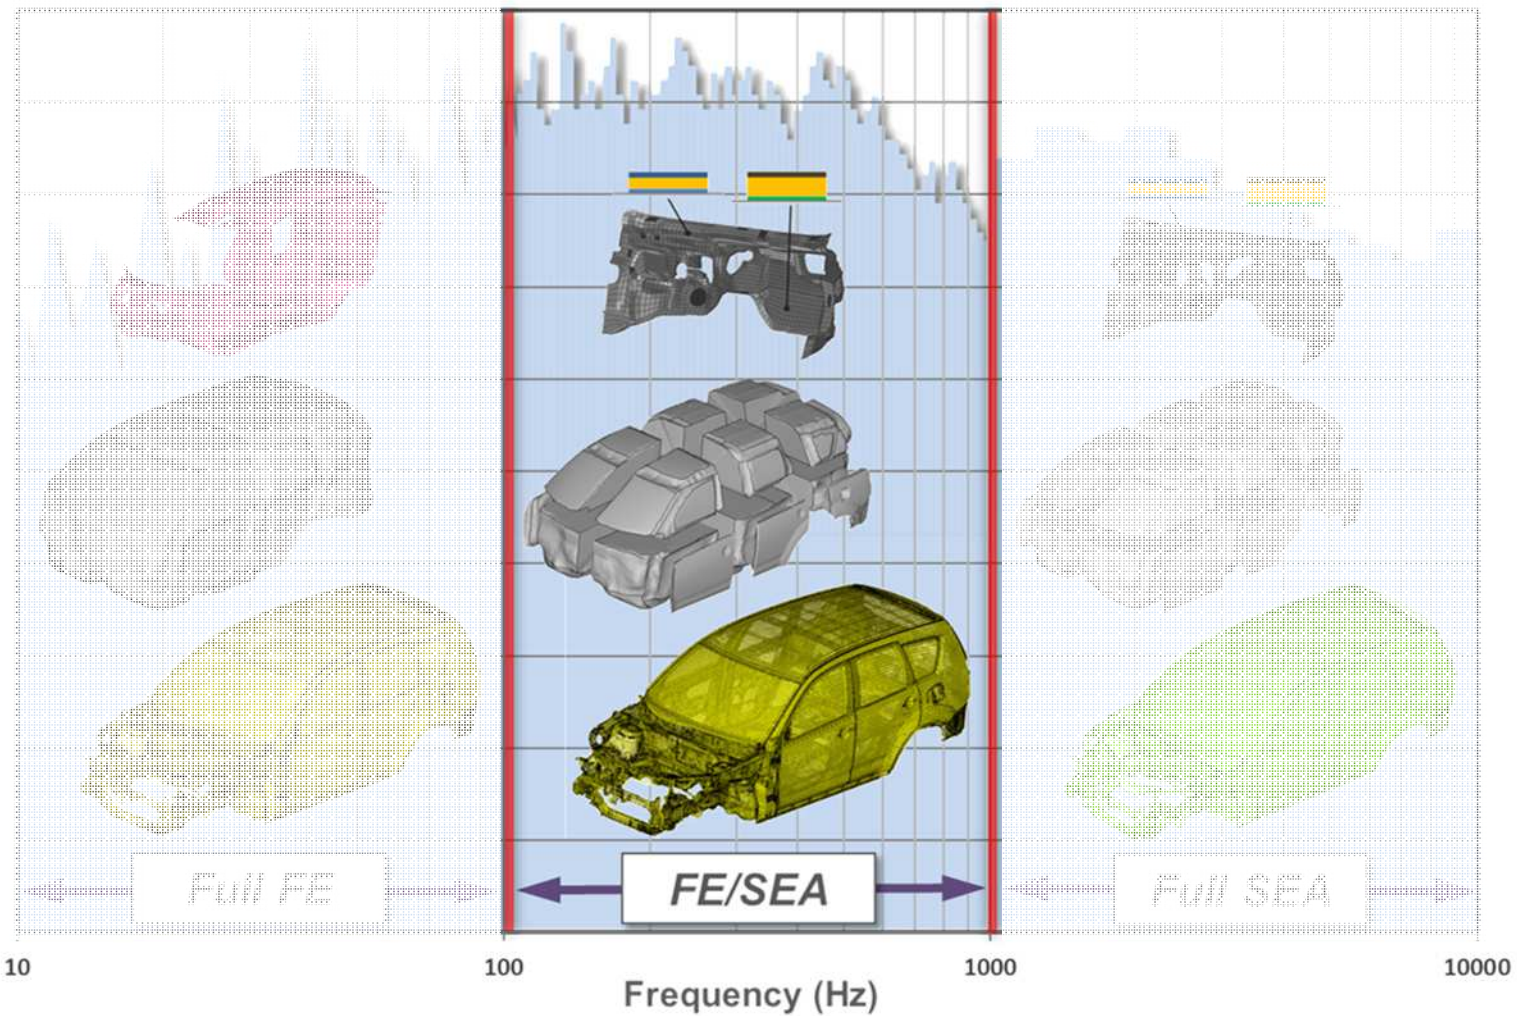 Full FE
FE/SEA
Full SEA
10
100
1000
10000
Frequency (Hz)